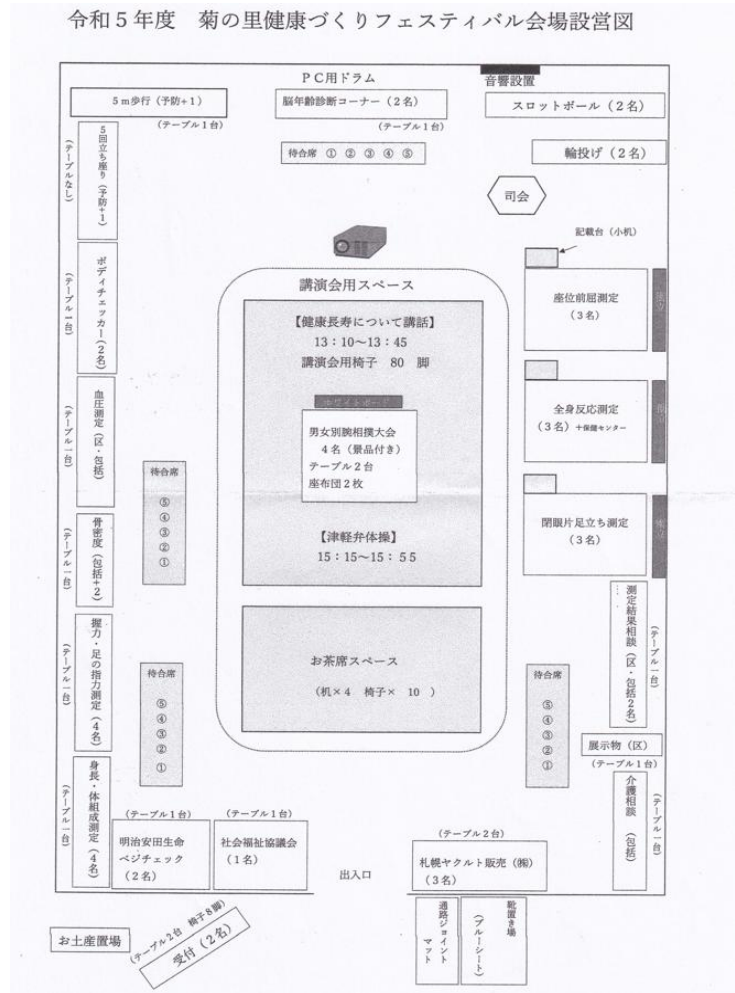 令和５年度　菊の里健康づくりフェスティバル会場設営図
ＰＣ用ドラム
音響設置
５ｍ歩行（予防+１）
（テーブル１台）
脳年齢診断コーナー（２名）
（テーブル１台）
スロットボール（２名）
待合席 ① ② ③ ④ ⑤
輪投げ（２名）
司会
記載台（小机）
５回立ち座り（予防+１）
（テーブルなし）
ボディチェッカー（２名）
（テーブル一台）
血圧測定（区・包括）
（テーブル一台）
骨密度（包括+２）
（テーブル一台）
握力・足の指力測定（４名）
（テーブル一台）
身長・体組成測定（４名）
（テーブル一台）
待合席
⑤
④
③
②
①
待合席
⑤
④
③
②
①
講演会用スペース
【健康長寿について講話】
１３：１０～１３：４５
講演会用椅子　８０　脚
ホワイトボード
男女別腕相撲大会
４名（景品付き）
テーブル２台
座布団２枚
【津軽弁体操】
１５：１５～１５：５５
お茶席スペース
（机×４　椅子×　１０　）
座位前屈測定
（３名）
全身反応測定
（３名）＋保健センター
閉眼片足立ち測定
（３名）
測定結果相談（区・包括２名）
（テーブル一台）
待合席
⑤
④
③
②
①
展示物（区）
（テーブル１台）
介護相談　（包括）
（テーブル一台）
（テーブル１台）
明治安田生命
ベジチェック
（２名）
（テーブル１台）
社会福祉協議会
（１名）
出入口
（テーブル２台）
札幌ヤクルト販売（㈱）
（３名）
通路ジョイント
マット
靴置き場
（ブルーシート）
お土産置場
（テーブル２台　椅子８脚）
受付（２名）